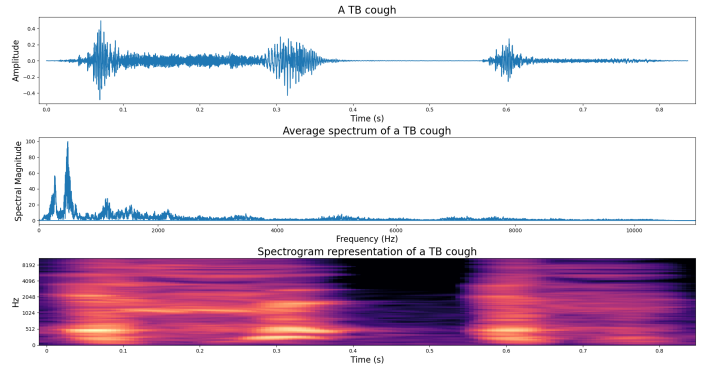 A TB cough
0.4
0.2
0.0
−0.2
−0.4
Amplitude
0.0 0.1 0.2 0.3 0.4 0.5 0.6 0.7 0.8
Time (s)
Average spectrum of a TB cough
100
80
60
40
20
0
Spectral Magnitude
0 2000 4000 6000 8000 10000
Frequency (Hz)
Spectrogram representation of a TB cough
8192
4096
2048
1024
512
0
Hz
0 0.1 0.2 0.3 0.4 0.5 0.6 0.7 0.8
Time (s)